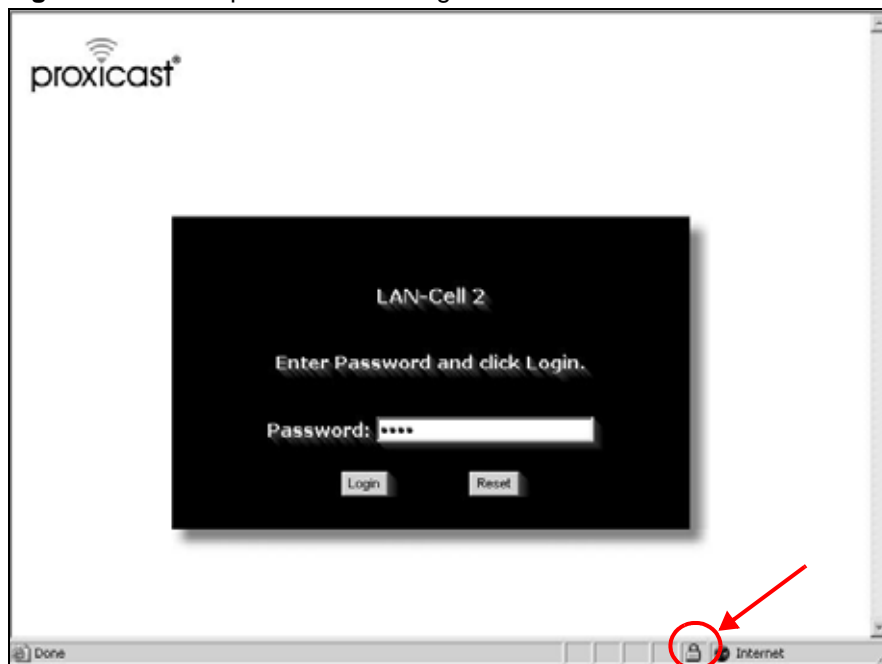 proxicast®
LAN-Cell 2
Enter Password and click Login.
Password: ••••
Login Reset
Done Internet